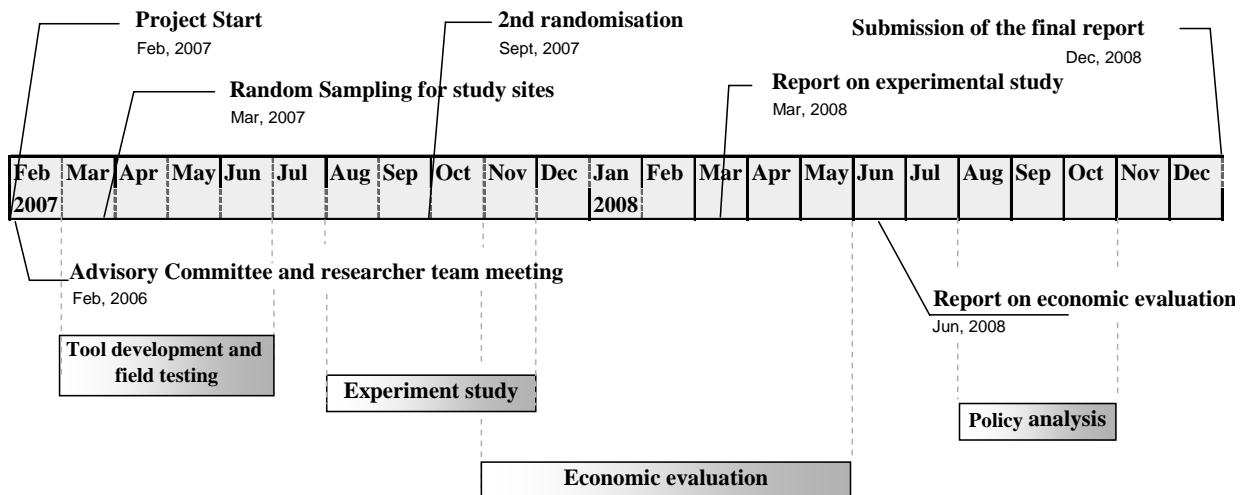 Project Start
Feb, 2007
2nd randomisation
Sept, 2007
Submission of the final report
Dec, 2008
Random Sampling for study sites
Mar, 2007
Report on experimental study
Mar, 2008
Feb Mar Apr May Jun Jul Aug Sep Oct Nov Dec Jan Feb Mar Apr May Jun Jul Aug Sep Oct Nov Dec
2007 2008
Advisory Committee and researcher team meeting
Feb, 2006
Report on economic evaluation
Jun, 2008
Tool development and
field testing
Experiment study
Policy analysis
Economic evaluation